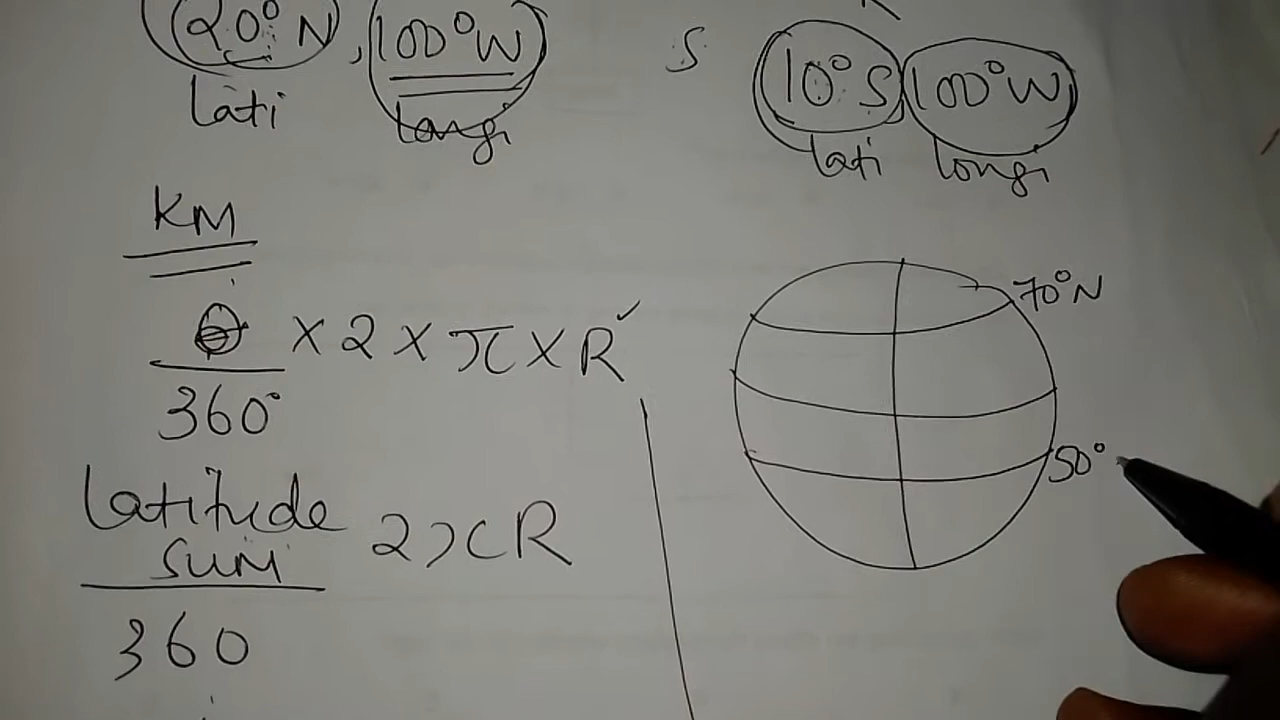 20°N, 100°W S 10°S 100°W
lati longi lati longi
KM
θ × 2 × π × R
360°
Latitude
SUM 2πR
360
70°N
50°